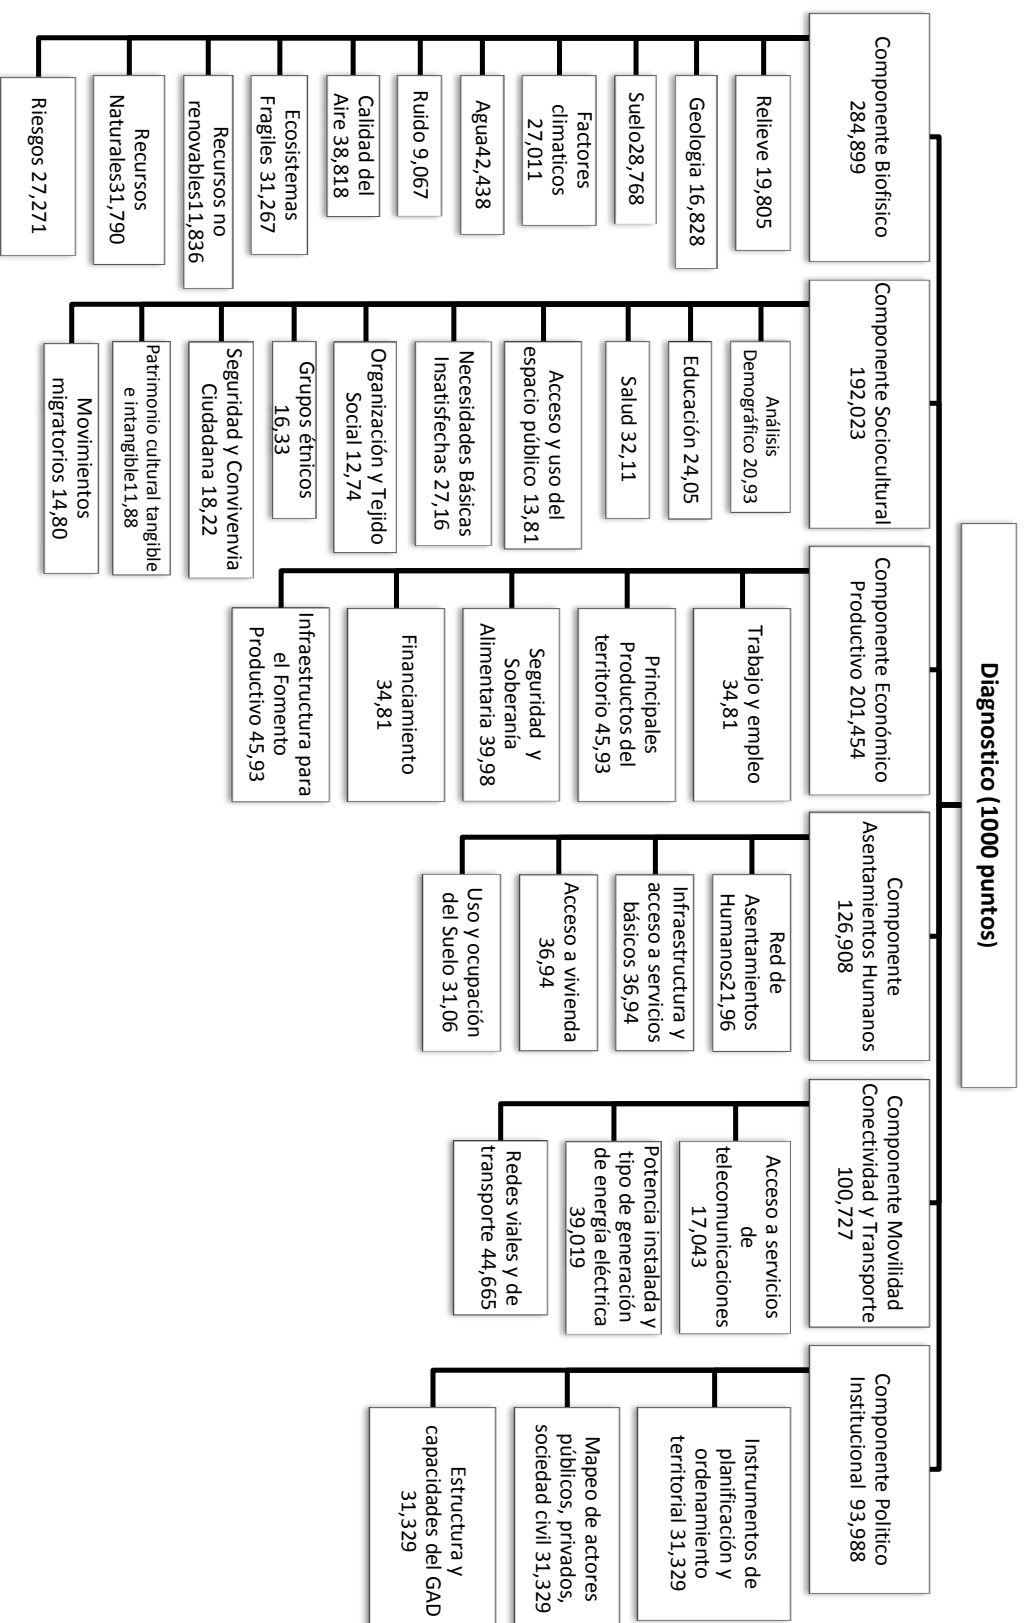 Diagnostico (1000 puntos)
Componente Biofisico
284,899
Relieve 19,805
Geologia 16,828
Suelo28,768
Factores
climaticos
27,011
Agua42,438
Ruido 9,067
Calidad del
Aire 38,818
Ecosistemas
Fragiles 31,267
Recursos no
renovables11,836
Recursos
Naturales31,790
Riesgos 27,271
Componente Sociocultural
192,023
Análisis
Demográfico 20,93
Educación 24,05
Salud 32,11
Acceso y uso del
espacio público 13,81
Necesidades Básicas
Insatisfechas 27,16
Organización y Tejido
Social 12,74
Grupos étnicos
16,33
Seguridad y Convivenvia
Ciudadana 18,22
Patrimonio cultural tangible
e intangible11,88
Movimientos
migratorios 14,80
Componente Económico
Productivo 201,454
Trabajo y empleo
34,81
Principales
Productos del
territorio 45,93
Seguridad y
Soberanía
Alimentaria 39,98
Financiamiento
34,81
Infraestructura para
el Fomento
Productivo 45,93
Componente
Asentamientos Humanos
126,908
Red de
Asentamientos
Humanos21,96
Infraestructura y
acceso a servicios
básicos 36,94
Acceso a vivienda
36,94
Uso y ocupación
del Suelo 31,06
Componente Movilidad
Conectividad y Transporte
100,727
Acceso a servicios
de
telecomunicaciones
17,043
Potencia instalada y
tipo de generación
de energía eléctrica
39,019
Redes viales y de
transporte 44,665
Componente Politico
Institucional 93,988
Instrumentos de
planificación y
ordenamiento
territorial 31,329
Mapeo de actores
públicos, privados,
sociedad civil 31,329
Estructura y
capacidades del GAD
31,329